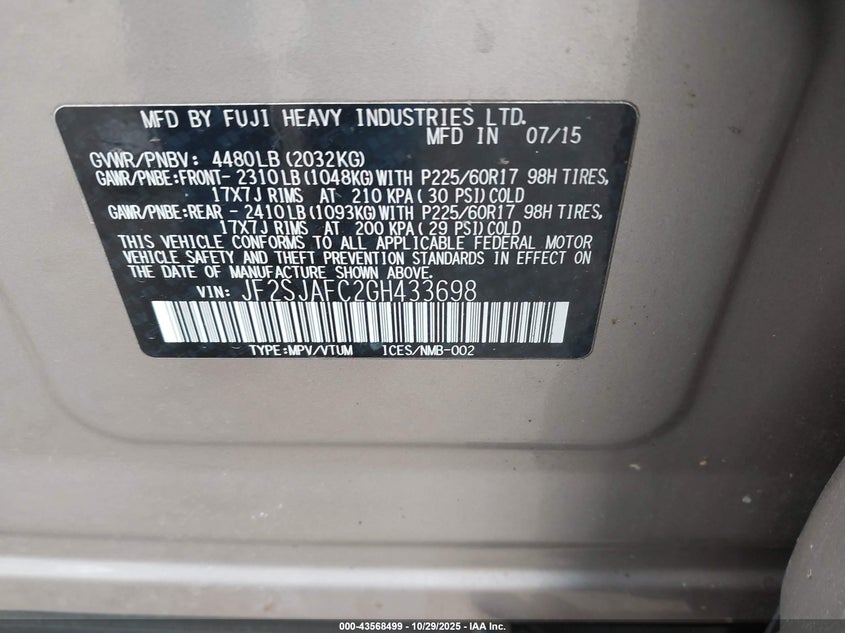 MFD BY FUJI HEAVY INDUSTRIES LTD.
MFD IN 07/15
GVWR/PNBV: 4480LB(2032KG)
GAWR/PNBE:FRONT- 2310LB(1048KG)WITH P225/60R17 98H TIRES,
17X7J RIMS AT 210 KPA(30 PSI)COLD
GAWR/PNBE:REAR - 2410LB(1093KG)WITH P225/60R17 98H TIRES,
17X7J RIMS AT 200 KPA(29 PSI)COLD
THIS VEHICLE CONFORMS TO ALL APPLICABLE FEDERAL MOTOR
VEHICLE SAFETY AND THEFT PREVENTION STANDARDS IN EFFECT ON
THE DATE OF MANUFACTURE SHOWN ABOVE.
VIN: JF2SJAFC2GH433698
TYPE:MPV/VTUM ICES/NMB-002
000-43568499 | 10/29/2025 | IAA Inc.